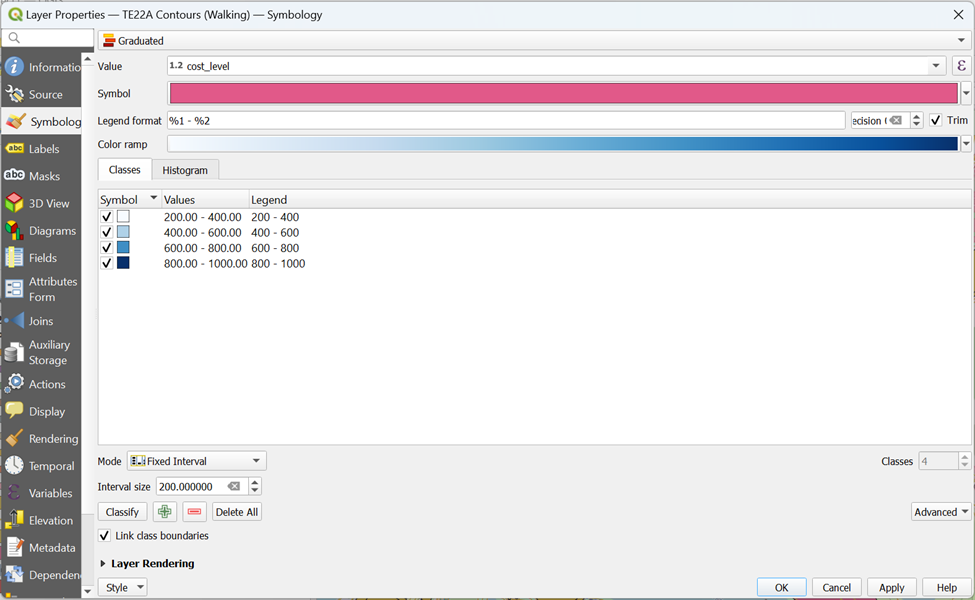 Layer Properties — TE22A Contours (Walking) — Symbology
Graduated
Informatio
Source
Symbolog
Labels
Masks
3D View
Diagrams
Fields
Attributes
Form
Joins
Auxiliary
Storage
Actions
Display
Rendering
Temporal
Variables
Elevation
Metadata
Dependen
Value 1.2 cost_level ε
Symbol
Legend format %1 - %2 ecision ( Trim
Color ramp
Classes Histogram
Symbol Values Legend
200.00 - 400.00 200 - 400
400.00 - 600.00 400 - 600
600.00 - 800.00 600 - 800
800.00 - 1000.00 800 - 1000
Mode Fixed Interval Classes 4
Interval size 200.000000
Classify Delete All Advanced
Link class boundaries
Layer Rendering
Style OK Cancel Apply Help